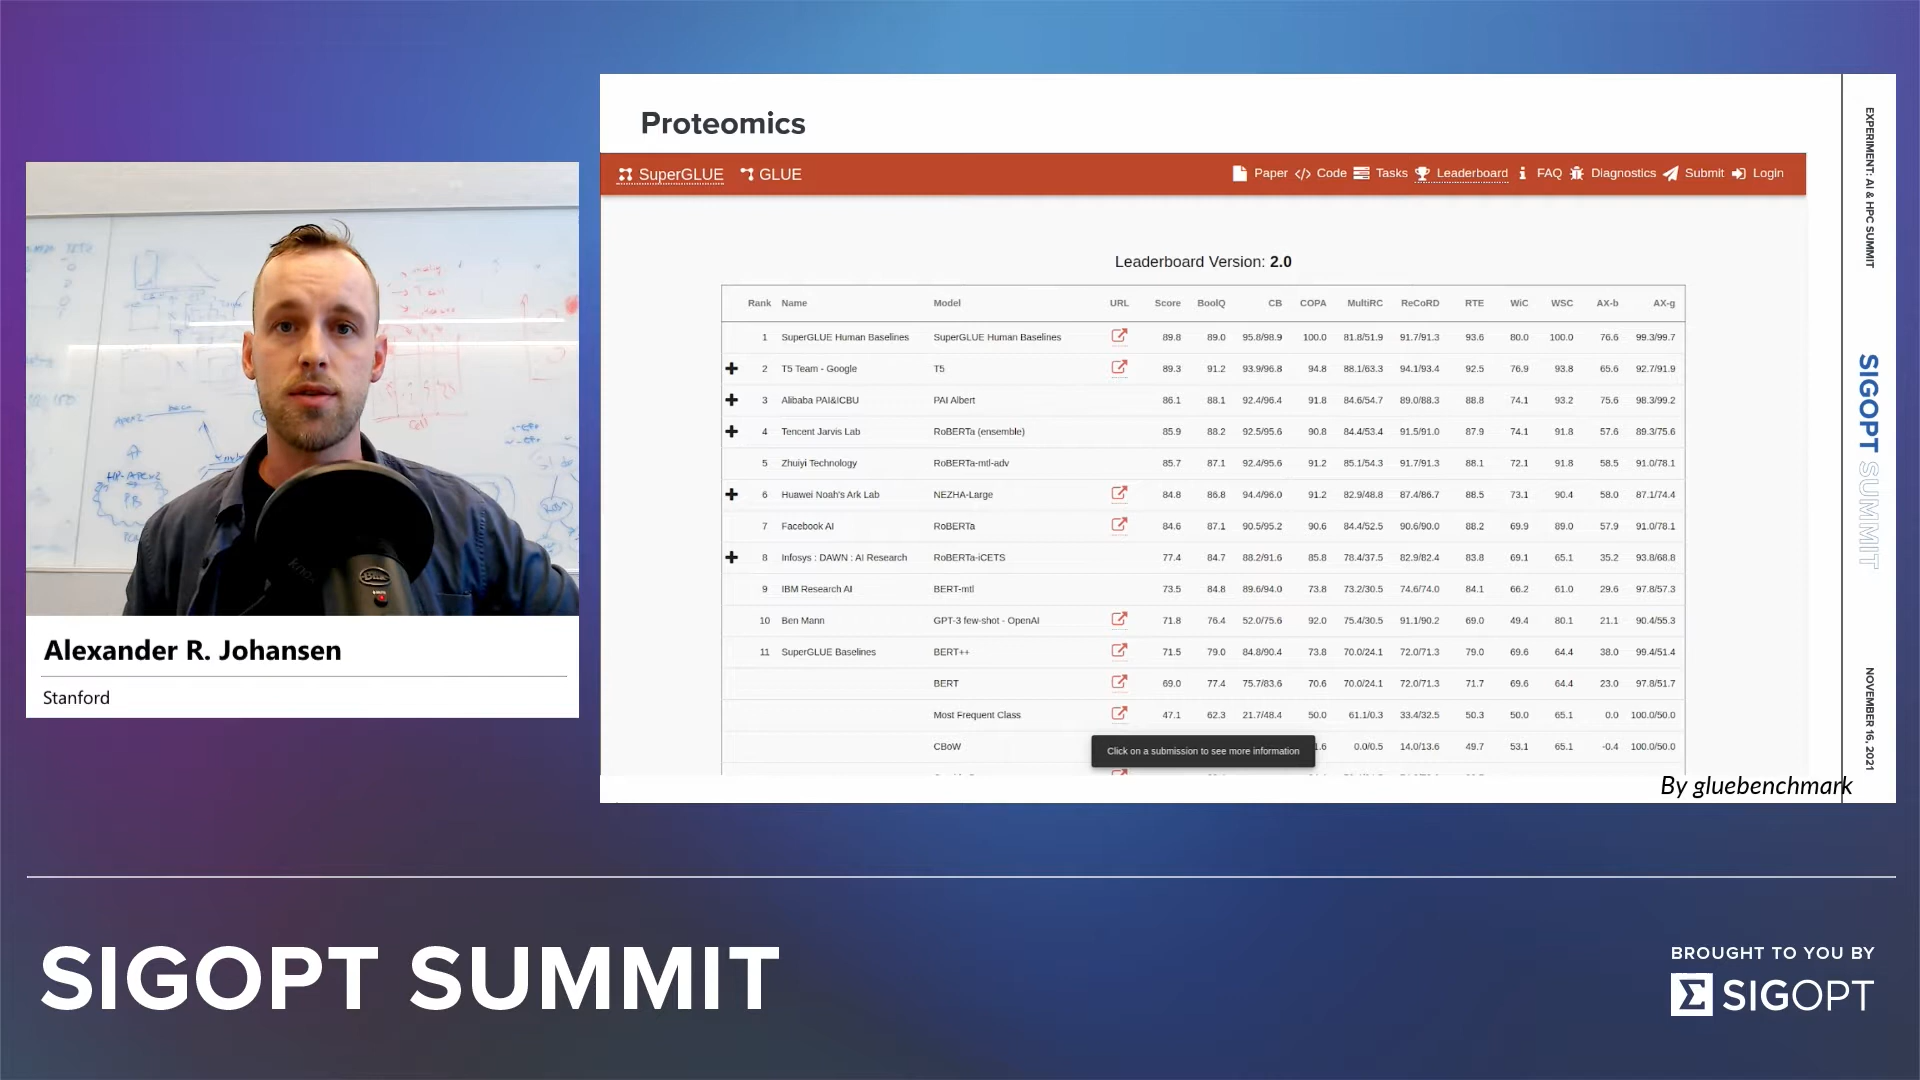 Proteomics
SuperGLUE GLUE Paper </> Code Tasks Leaderboard FAQ Diagnostics Submit Login
Leaderboard Version: 2.0
Rank Name Model URL Score BoolQ CB COPA MultiRC ReCoRD RTE WiC WSC AX-b AX-g
1 SuperGLUE Human Baselines SuperGLUE Human Baselines 89.8 89.0 95.8/98.9 100.0 81.8/51.9 91.7/91.3 93.6 80.0 100.0 76.6 99.3/99.7
2 T5 Team - Google T5 89.3 91.2 93.9/96.8 94.8 88.1/63.3 94.1/93.4 92.5 76.9 93.8 65.6 92.7/91.9
3 Alibaba PAI&ICBU PAI Albert 86.1 88.1 92.4/96.4 91.8 84.6/54.7 89.0/88.3 88.8 74.1 93.2 75.6 98.3/99.2
4 Tencent Jarvis Lab RoBERTa (ensemble) 85.9 88.2 92.5/95.6 90.8 84.4/53.4 91.5/91.0 87.9 74.1 91.8 57.6 89.3/75.6
5 Zhuiyi Technology RoBERTa-mtl-adv 85.7 87.1 92.4/95.6 91.2 85.1/54.3 91.7/91.3 88.1 72.1 91.8 58.5 91.0/78.1
6 Huawei Noah's Ark Lab NEZHA-Large 84.8 86.8 94.4/96.0 91.2 82.9/48.8 87.4/86.7 88.5 73.1 90.4 58.0 87.1/74.4
7 Facebook AI RoBERTa 84.6 87.1 90.5/95.2 90.6 84.4/52.5 90.6/90.0 88.2 69.9 89.0 57.9 91.0/78.1
8 Infosys : DAWN : AI Research RoBERTa-iCETS 77.4 84.7 88.2/91.6 85.8 78.4/37.5 82.9/82.4 83.8 69.1 65.1 35.2 93.8/68.8
9 IBM Research AI BERT-mtl 73.5 84.8 89.6/94.0 73.8 73.2/30.5 74.6/74.0 84.1 66.2 61.0 29.6 97.8/57.3
10 Ben Mann GPT-3 few-shot - OpenAI 71.8 76.4 52.0/75.6 92.0 75.4/30.5 91.1/90.2 69.0 49.4 80.1 21.1 90.4/55.3
11 SuperGLUE Baselines BERT++ 71.5 79.0 84.8/90.4 73.8 70.0/24.1 72.0/71.3 79.0 69.6 64.4 38.0 99.4/51.4
BERT 69.0 77.4 75.7/83.6 70.6 70.0/24.1 72.0/71.3 71.7 69.6 64.4 23.0 97.8/51.7
Most Frequent Class 47.1 62.3 21.7/48.4 50.0 61.1/0.3 33.4/32.5 50.3 50.0 65.1 0.0 100.0/50.0
CBoW 1.6 0.0/0.5 14.0/13.6 49.7 53.1 65.1 -0.4 100.0/50.0
Click on a submission to see more information
By gluebenchmark
EXPERIMENT: AI & HPC SUMMIT
SIGOPT SUMMIT
NOVEMBER 16, 2021
Blue
Alexander R. Johansen
Stanford
SIGOPT SUMMIT
BROUGHT TO YOU BY
SIGOPT